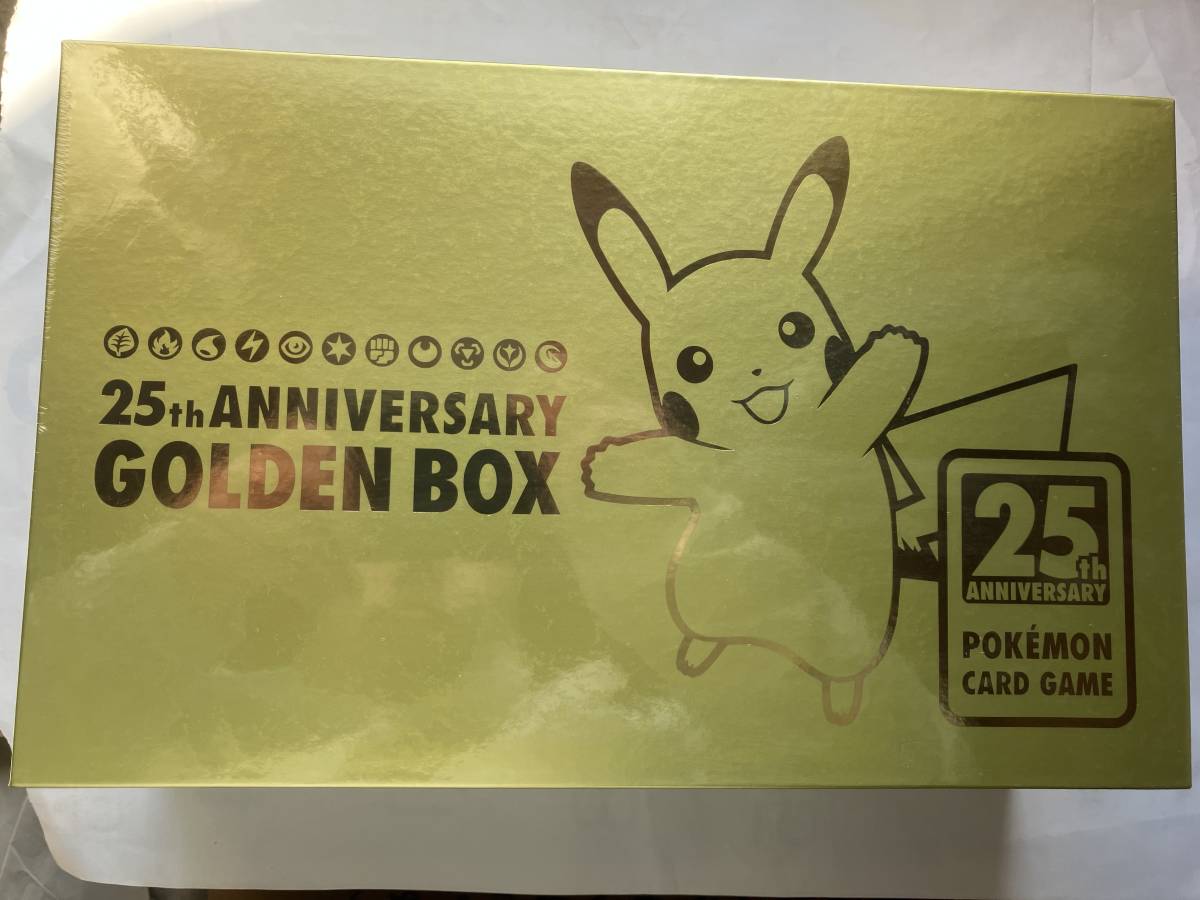 25th ANNIVERSARY
GOLDEN BOX
25th
ANNIVERSARY
POKÉMON
CARD GAME